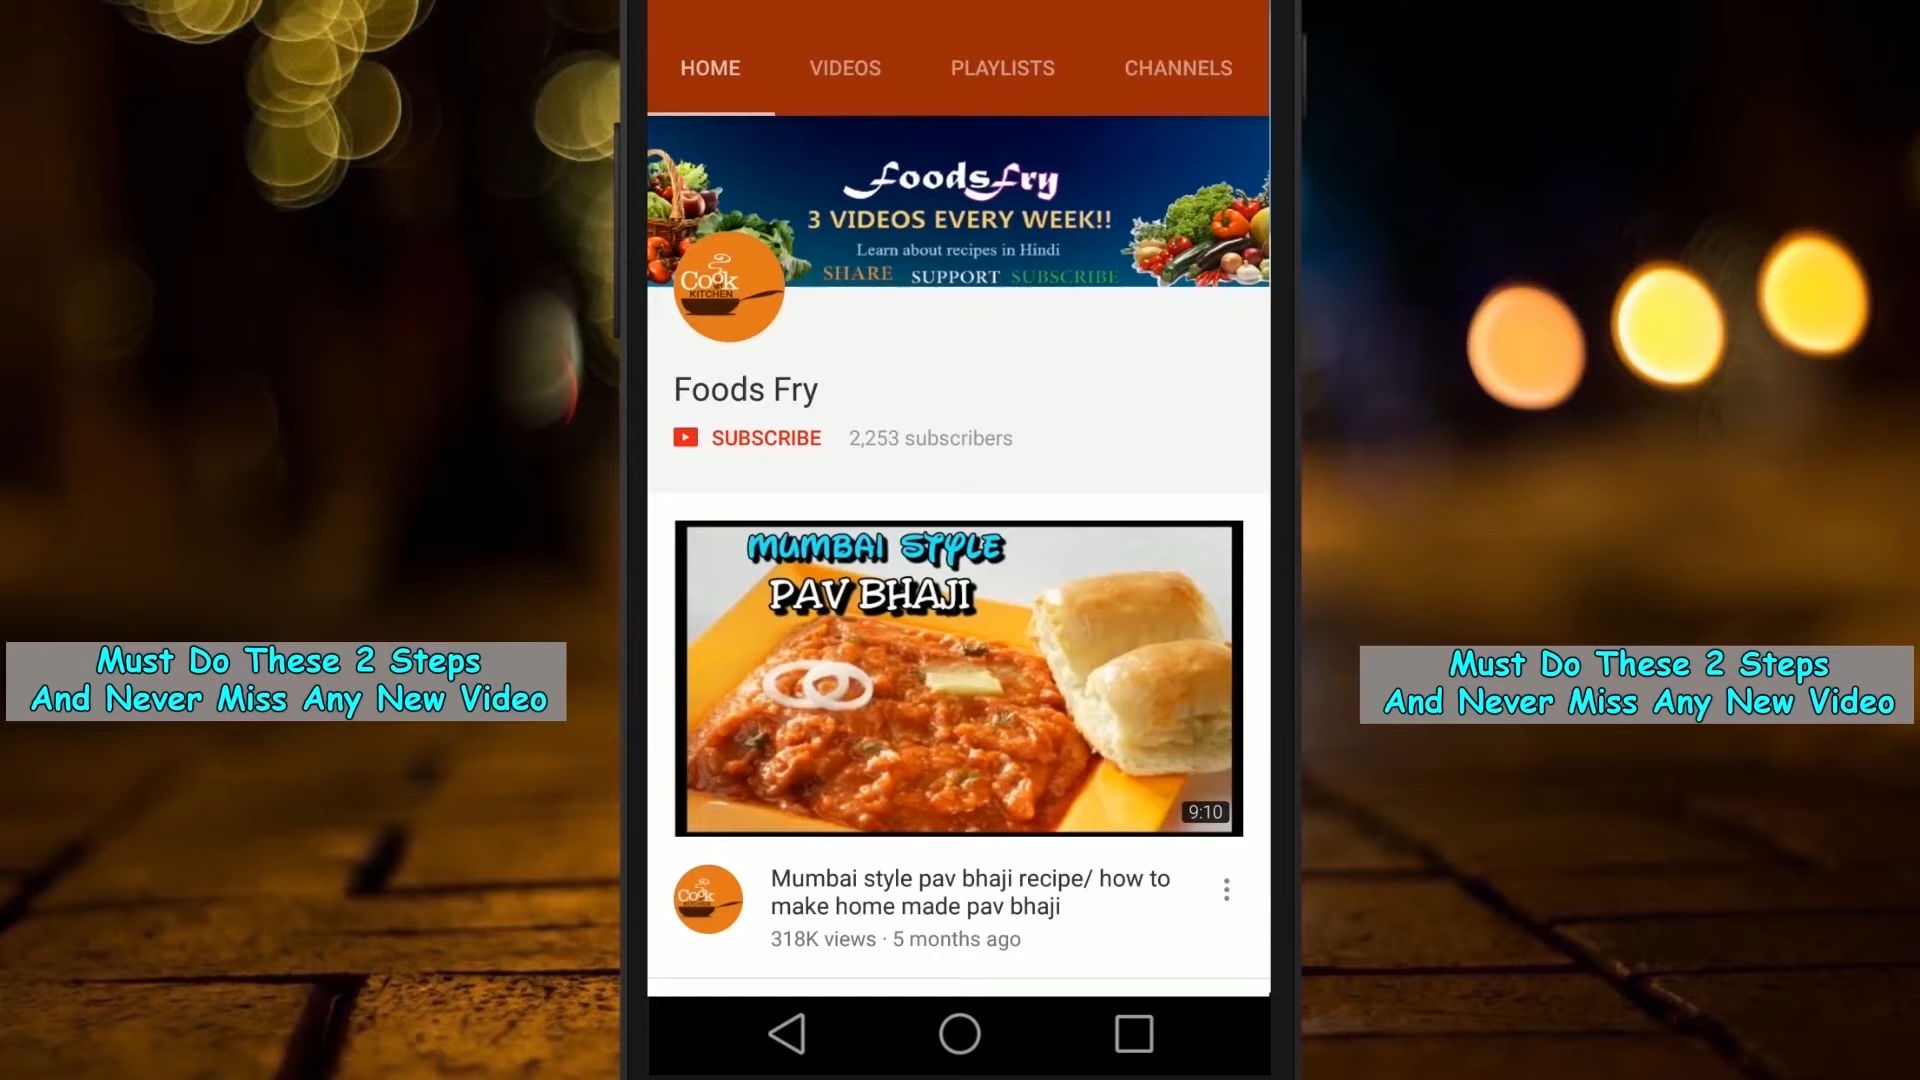 HOME
VIDEOS
PLAYLISTS
CHANNELS
FoodsFry
3 VIDEOS EVERY WEEK!!
Learn about recipes in Hindi
SHARE SUPPORT SUBSCRIBE
Cook
KITCHEN
Foods Fry
SUBSCRIBE
2,253 subscribers
MUMBAI STYLE
PAV BHAJI
9:10
Must Do These 2 Steps
And Never Miss Any New Video
Must Do These 2 Steps
And Never Miss Any New Video
Cook
KITCHEN
Mumbai style pav bhaji recipe/ how to
make home made pav bhaji
318K views · 5 months ago